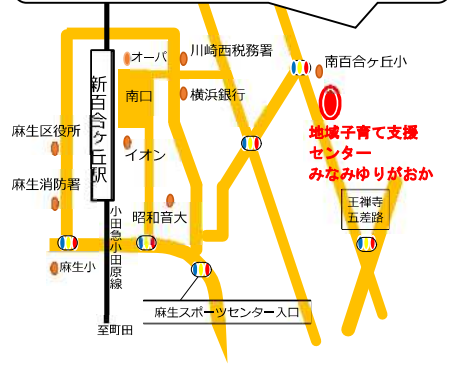 オーパ
川崎西税務署
南百合ヶ丘小
新百合ヶ丘駅
南口
横浜銀行
麻生区役所
イオン
地域子育て支援
センター
みなみゆりがおか
麻生消防署
昭和音大
王禅寺
五差路
小田急小田原線
麻生小
麻生スポーツセンター入口
至町田